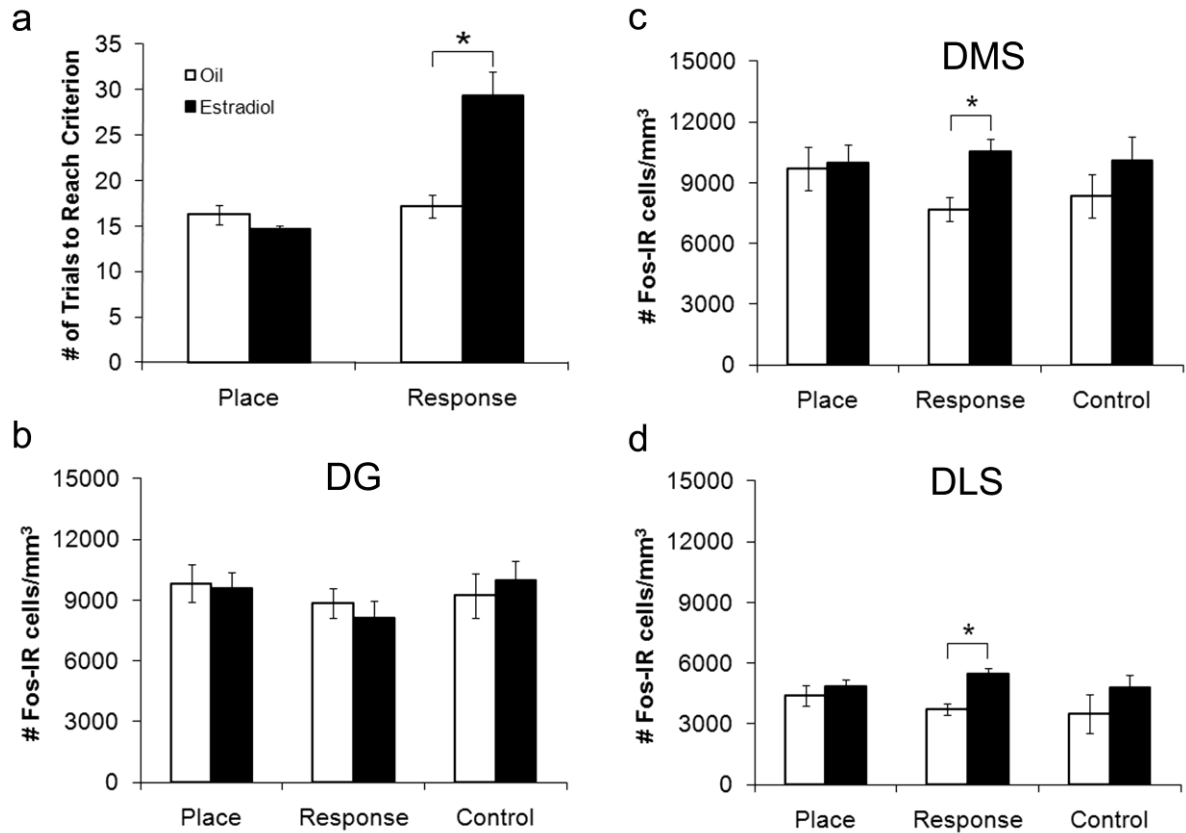 a
35
30
25
20
15
10
5
0
# of Trials to Reach Criterion
Oil
Estradiol
*
Place Response
b
DG
15000
12000
9000
6000
3000
0
# Fos-IR cells/mm³
Place Response Control
c
DMS
15000
12000
9000
6000
3000
0
# Fos-IR cells/mm³
*
Place Response Control
d
DLS
15000
12000
9000
6000
3000
0
# Fos-IR cells/mm³
*
Place Response Control